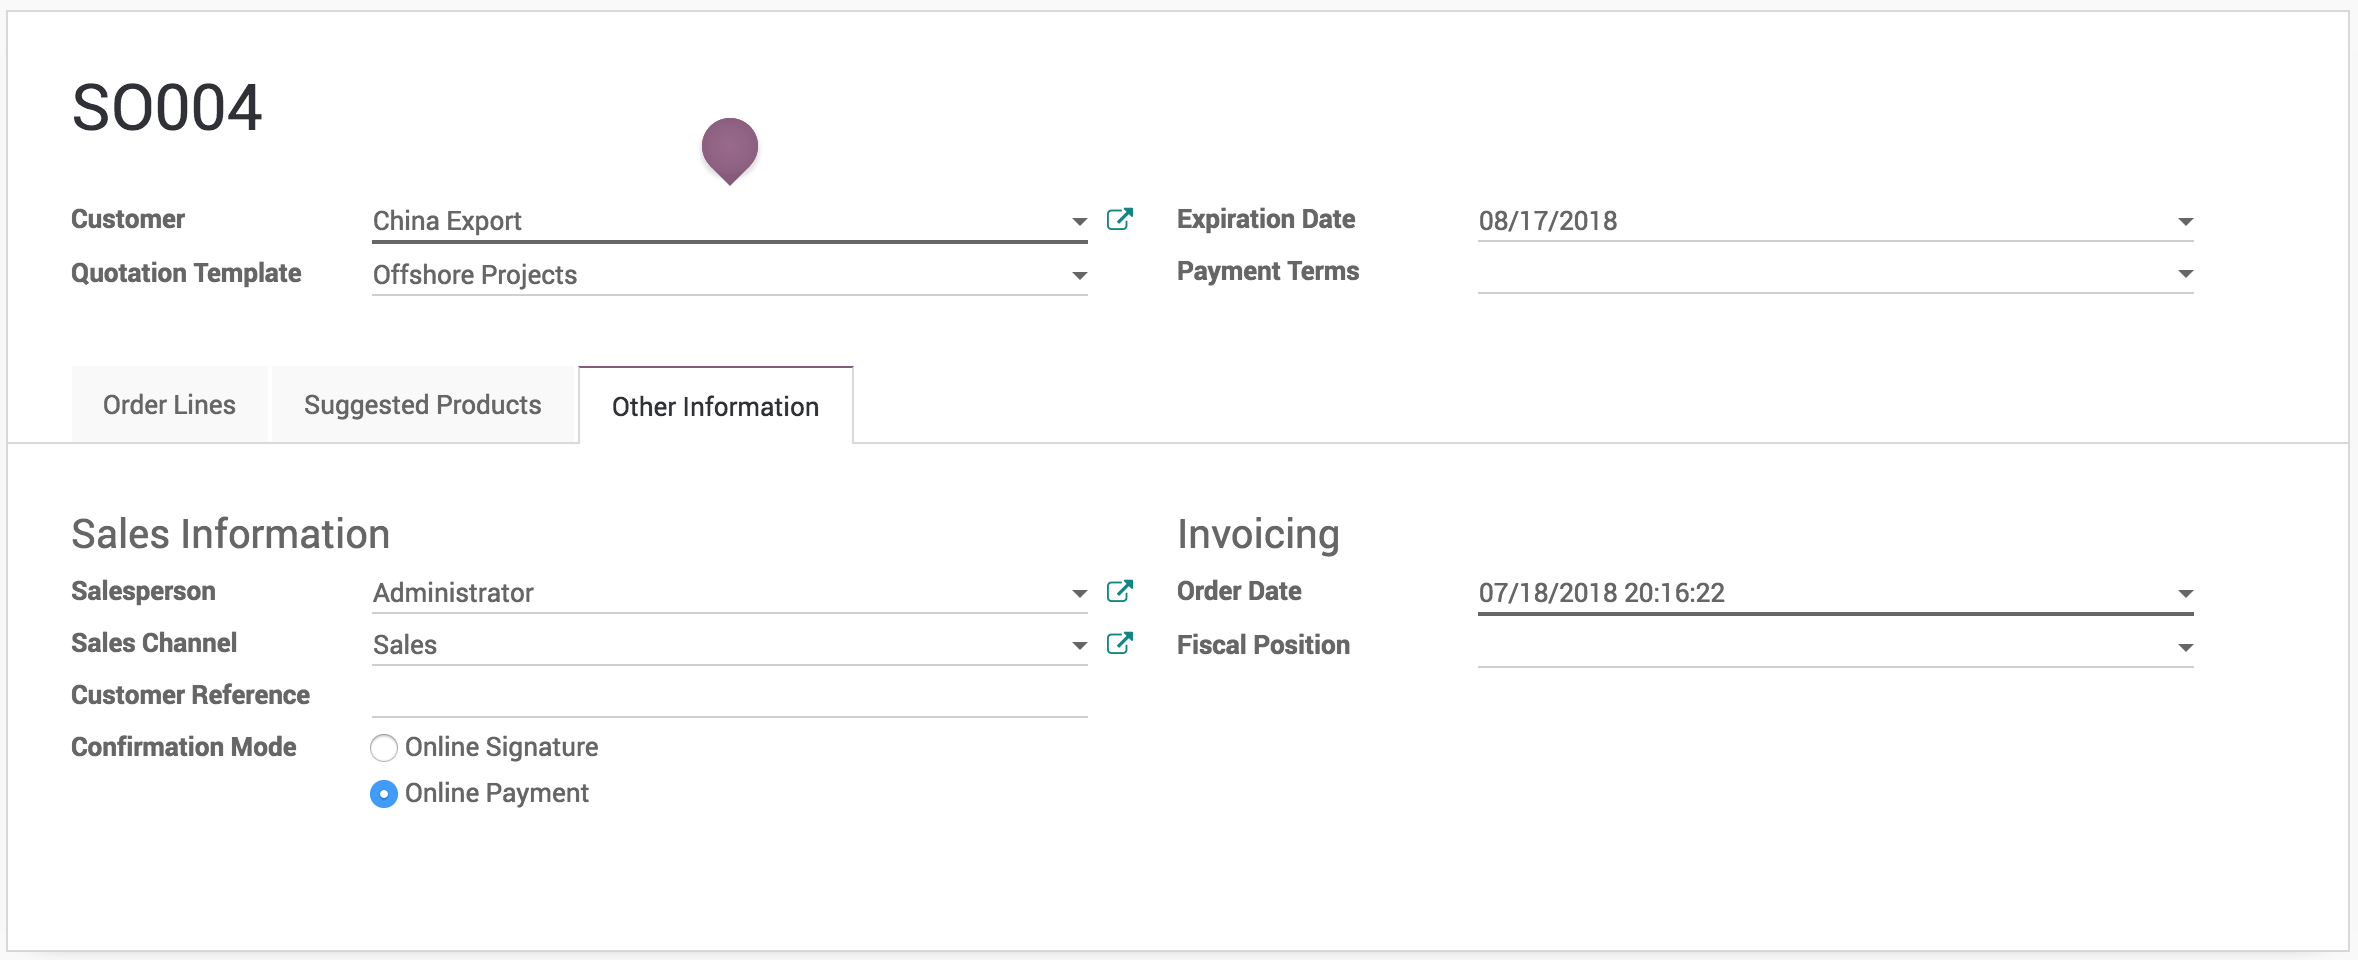 SO004
Customer China Export Expiration Date 08/17/2018
Quotation Template Offshore Projects Payment Terms
Order Lines Suggested Products Other Information
Sales Information Invoicing
Salesperson Administrator Order Date 07/18/2018 20:16:22
Sales Channel Sales Fiscal Position
Customer Reference
Confirmation Mode Online Signature
Online Payment